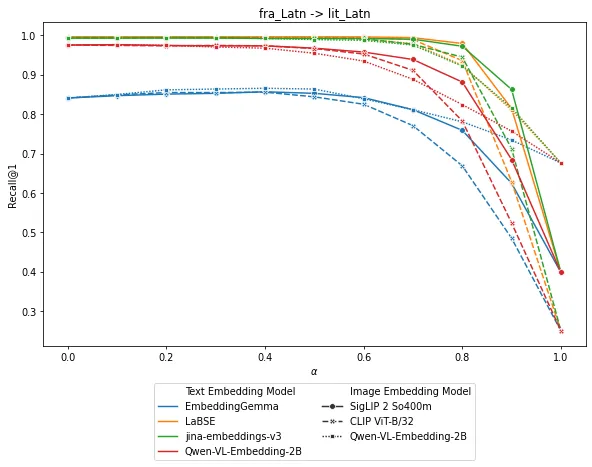 fra_Latn -> lit_Latn
1.0
0.9
0.8
0.7
0.6
0.5
0.4
0.3
Recall@1
0.0 0.2 0.4 0.6 0.8 1.0
α
Text Embedding Model Image Embedding Model
EmbeddingGemma SigLIP 2 So400m
LaBSE CLIP ViT-B/32
jina-embeddings-v3 Qwen-VL-Embedding-2B
Qwen-VL-Embedding-2B